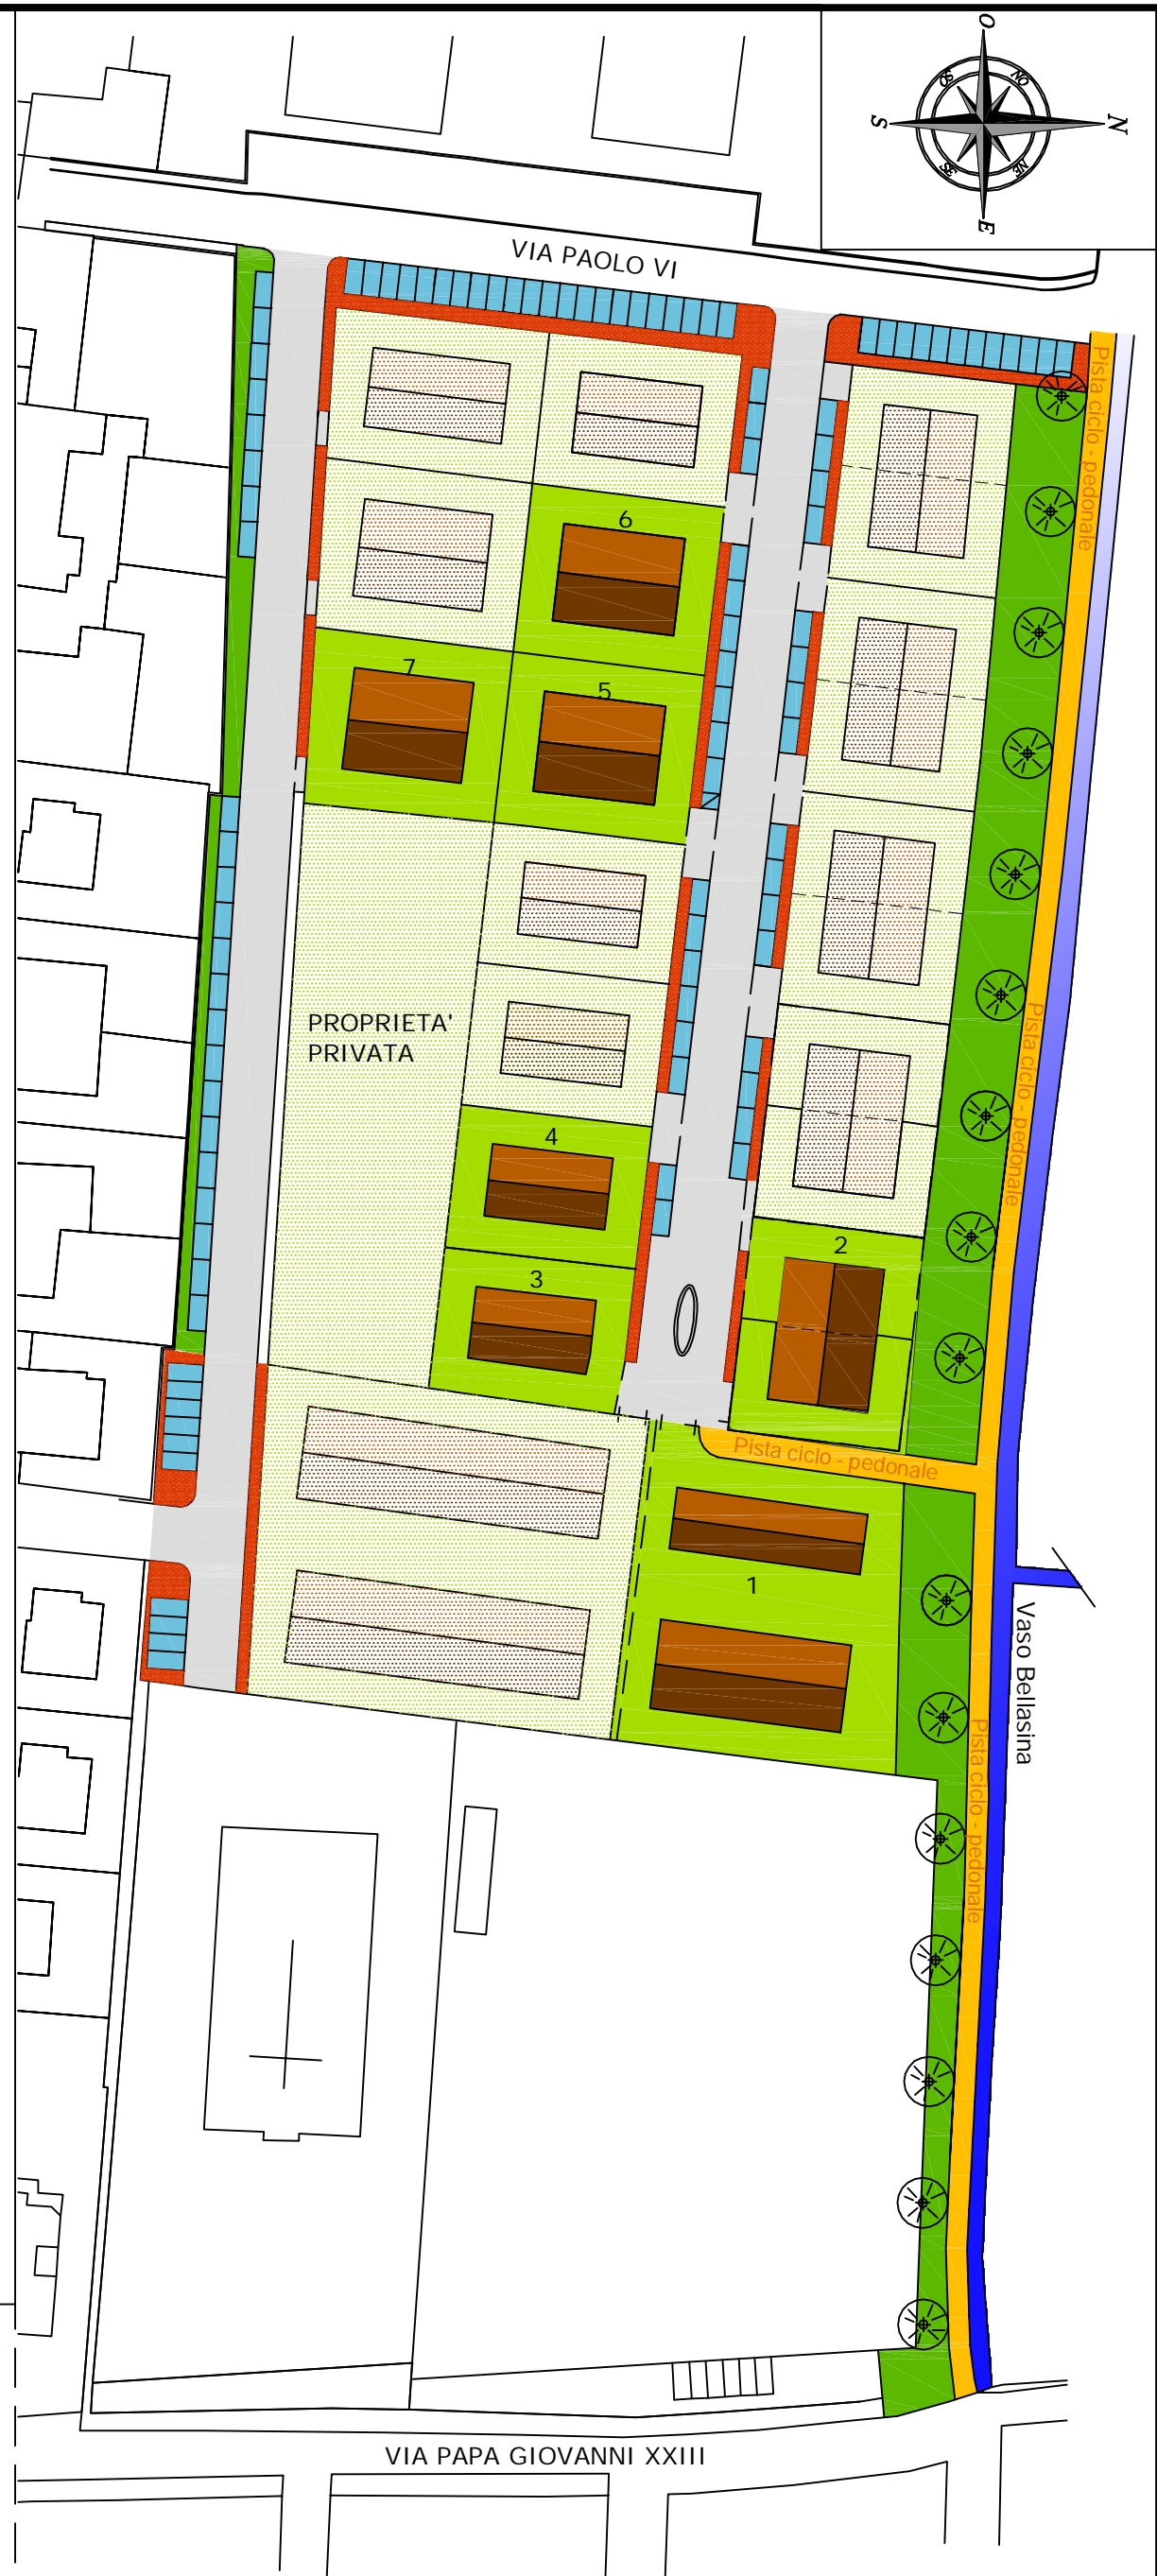 O
SO
NO
S
N
SE
NE
E
VIA PAOLO VI
Pista ciclo - pedonale
6
7
5
PROPRIETA'
PRIVATA
Pista ciclo - pedonale
4
2
3
Pista ciclo - pedonale
1
Vaso Bellasina
Pista ciclo - pedonale
VIA PAPA GIOVANNI XXIII